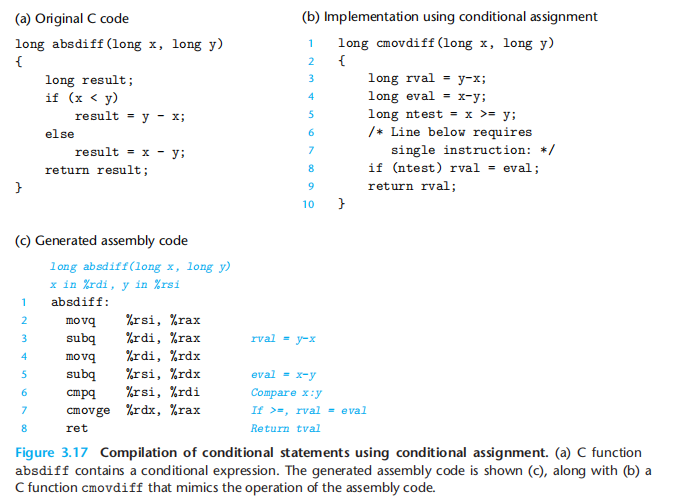 (a) Original C code
long absdiff(long x, long y)
{
    long result;
    if (x < y)
        result = y - x;
    else
        result = x - y;
    return result;
}
(b) Implementation using conditional assignment
1 long cmovdiff(long x, long y)
2 {
3     long rval = y-x;
4     long eval = x-y;
5     long ntest = x >= y;
6     /* Line below requires
7        single instruction: */
8     if (ntest) rval = eval;
9     return rval;
10 }
(c) Generated assembly code
long absdiff(long x, long y)
x in %rdi, y in %rsi
1 absdiff:
2   movq    %rsi, %rax
3   subq    %rdi, %rax    rval = y-x
4   movq    %rdi, %rdx
5   subq    %rsi, %rdx    eval = x-y
6   cmpq    %rsi, %rdi    Compare x:y
7   cmovge  %rdx, %rax    If >=, rval = eval
8   ret    Return tval
Figure 3.17 Compilation of conditional statements using conditional assignment. (a) C function
absdiff contains a conditional expression. The generated assembly code is shown (c), along with (b) a
C function cmovdiff that mimics the operation of the assembly code.